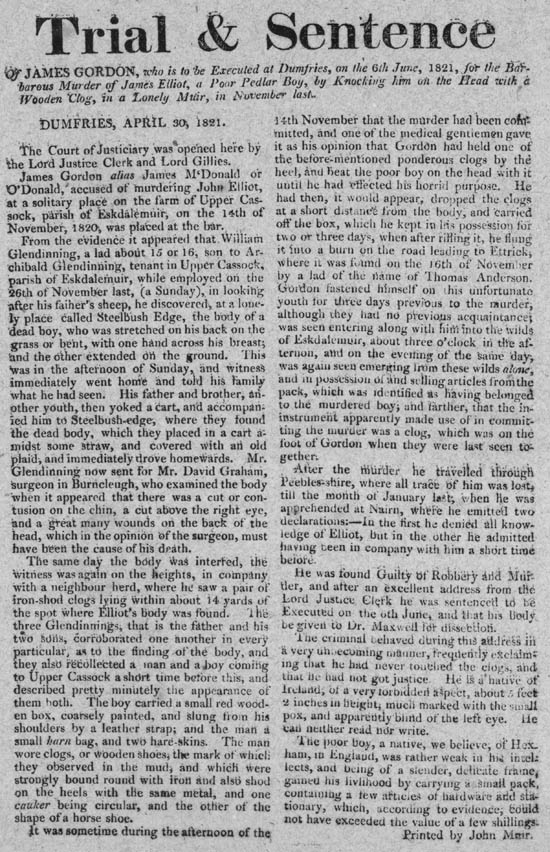 Trial & Sentence
Of JAMES GORDON, who is to be Executed at Dumfries, on the 6th June, 1821, for the Bar-
barous Murder of James Elliot, a Poor Pedlar Boy, by Knocking him on the Head with a
Wooden Clog, in a Lonely Muir, in November last.
DUMFRIES, APRIL 30, 1821.
The Court of Justiciary was opened here by
the Lord Justice Clerk and Lord Gillies.
James Gordon alias James McDonald or
O'Donald, accused of murdering John Elliot,
at a solitary place on the farm of Upper Cas-
sock, parish of Eskdalemuir, on the 14th of
November, 1820, was placed at the bar.
From the evidence it appeared that William
Glendinning, a lad about 15 or 16, son to Ar-
chibald Glendinning, tenant in Upper Cassock,
parish of Eskdalemuir, while employed on the
26th of November last, (a Sunday), in looking
after his father's sheep, he discovered, at a lone-
ly place called Steelbush Edge, the body of a
dead boy, who was stretched on his back on the
grass or bent, with one hand across his breast;
and the other extended on the ground. This
was in the afternoon of Sunday, and witness
immediately went home and told his family
what he had seen. His father and brother, an-
other youth, then yoked a cart, and accompan-
ied him to Steelbush-edge, where they found
the dead body, which they placed in a cart a-
midst some straw, and covered with an old
plaid, and immediately drove homewards. Mr.
Glendinning now sent for Mr. David Graham,
surgeon in Burncleugh, who examined the body
when it appeared that there was a cut or con-
tusion on the chin, a cut above the right eye,
and a great many wounds on the back of the
head, which in the opinion of the surgeon, must
have been the cause of his death.
The same day the body was interred, the
witness was again on the heights, in company
with a neighbour herd, where he saw a pair of
iron-shod clogs lying within about 14 yards of
the spot where Elliot's body was found. The
three Glendinnings, that is the father and his
two sons, corroborated one another in every
particular, as to the finding of the body, and
they also recollected a man and a boy coming
to Upper Cassock a short time before this, and
described pretty minutely the appearance of
them both. The boy carried a small red wood-
en box, coarsely painted, and slung from his
shoulders by a leather strap; and the man a
small harn bag, and two hare-skins. The man
wore clogs, or wooden shoes, the mark of which
they observed in the mud; and which were
strongly bound round with iron and also shod
on the heels with the same metal, and one
cauker being circular, and the other of the
shape of a horse shoe.
It was sometime during the afternoon of the
14th November that the murder had been com-
mitted, and one of the medical gentlemen gave
it as his opinion that Gordon had held one of
the before-mentioned ponderous clogs by the
heel, and beat the poor boy on the head with it
until he had effected his horrid purpose. He
had then, it would appear, dropped the clogs
at a short distance from the body, and carried
off the box, which he kept in his possession for
two or three days, when after rifling it, he flung
it into a burn on the road leading to Ettrick,
where it was found on the 16th of November
by a lad of the name of Thomas Anderson.
Gordon fastened himself on this unfortunate
youth for three days previous to the murder,
although they had no previous acquaintance;
was seen entering along with him into the wilds
of Eskdalemuir, about three o'clock in the af-
ternoon, and on the evening of the same day,
was again seen emerging from these wilds alone,
and in possession of and selling articles from the
pack, which was identified as having belonged
to the murdered boy; and farther, that the in-
instrument apparently made use of in commit-
ting the murder was a clog, which was on the
foot of Gordon when they were last seen to-
gether.
After the murder he travelled through
Peebles-shire, where all trace of him was lost,
till the month of January last, when he was
apprehended at Nairn, where he emitted two
declarations:—In the first he denied all know-
ledge of Elliot, but in the other he admitted
having been in company with him a short time
before.
He was found Guilty of Robbery and Mur-
der, and after an excellent address from the
Lord Justice Clerk he was sentenced to be
Executed on the 6th June, and that his Body
be given to Dr. Maxwell for dissection.
The criminal behaved during this address in
a very unbecoming manner, frequently exclaim-
ing that he had never touched the clogs, and
that he had not got justice. He is a native of
Ireland, of a very forbidden aspect, about 5 feet
2 inches in height, much marked with the small
pox, and apparently blind of the left eye. He
can neither read nor write.
The poor boy, a native, we believe, of Hex-
ham, in England, was rather weak in his intel-
lects, and being of a slender, delicate frame,
gained his livlihood by carrying a small pack,
containing a few articles of hardware and sta-
tionary, which, according to evidence, could
not have exceeded the value of a few shillings.
Printed by John Muir.